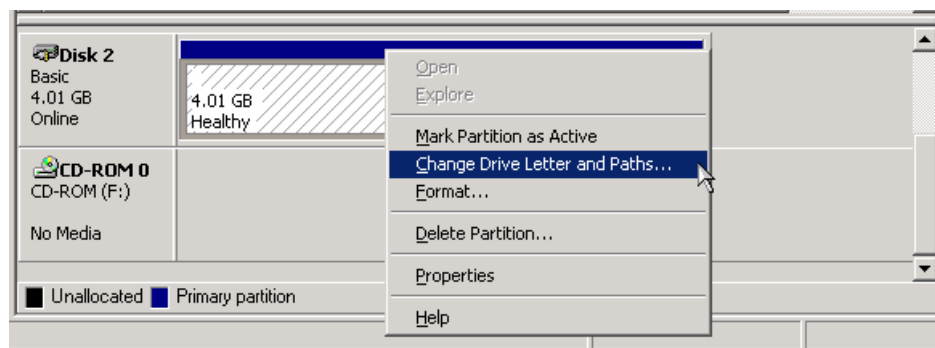 Disk 2
Basic
4.01 GB
Online
4.01 GB
Healthy
Open
Explore
Mark Partition as Active
Change Drive Letter and Paths...
Format...
Delete Partition...
Properties
Help
CD-ROM 0
CD-ROM (F:)
No Media
Unallocated
Primary partition